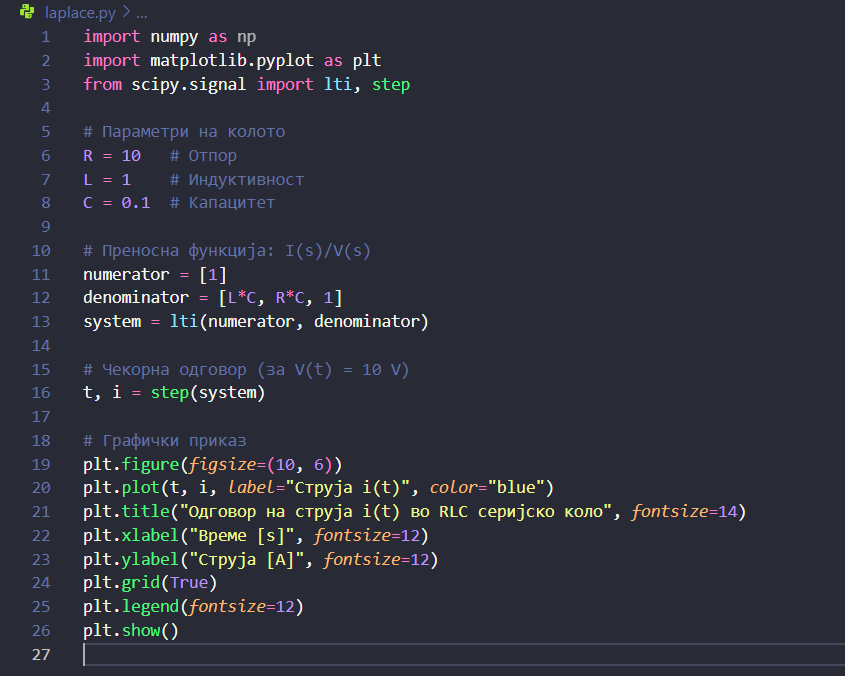 laplace.py > ...
1 import numpy as np
2 import matplotlib.pyplot as plt
3 from scipy.signal import lti, step
4
5 # Параметри на колото
6 R = 10   # Отпор
7 L = 1    # Индуктивност
8 C = 0.1  # Капацитет
9
10 # Преносна функција: I(s)/V(s)
11 numerator = [1]
12 denominator = [L*C, R*C, 1]
13 system = lti(numerator, denominator)
14
15 # Чекорна одговор (за V(t) = 10 V)
16 t, i = step(system)
17
18 # Графички приказ
19 plt.figure(figsize=(10, 6))
20 plt.plot(t, i, label="Струја i(t)", color="blue")
21 plt.title("Одговор на струја i(t) во RLC серијско коло", fontsize=14)
22 plt.xlabel("Време [s]", fontsize=12)
23 plt.ylabel("Струја [A]", fontsize=12)
24 plt.grid(True)
25 plt.legend(fontsize=12)
26 plt.show()
27